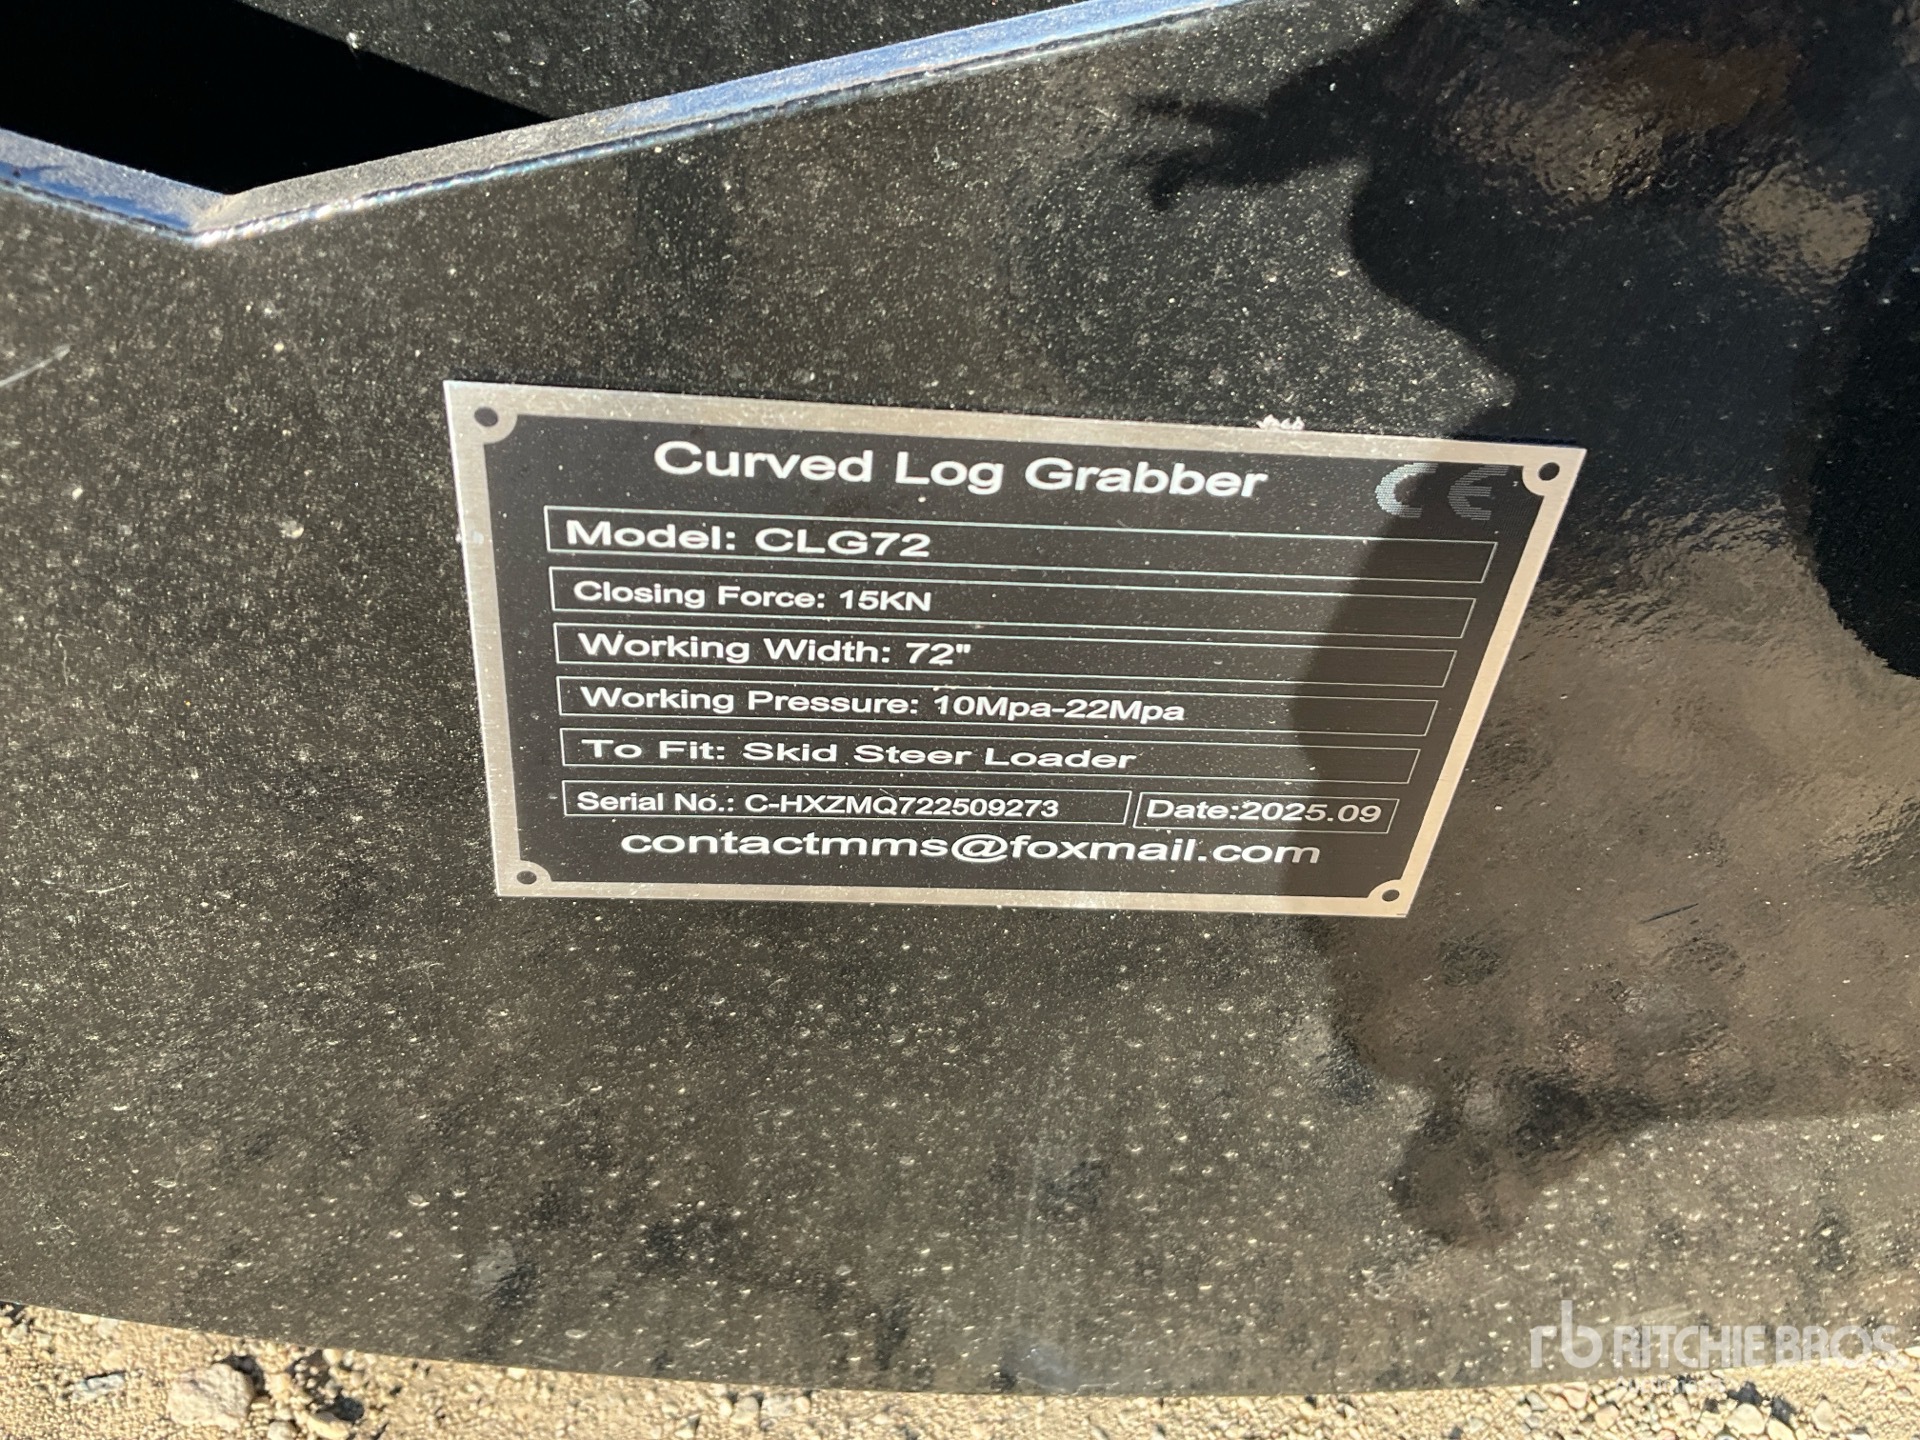 Curved Log Grabber CE
Model: CLG72
Closing Force: 15KN
Working Width: 72"
Working Pressure: 10Mpa-22Mpa
To Fit: Skid Steer Loader
Serial No.: C-HXZMQ722509273 Date:2025.09
contactmms@foxmail.com
rb RITCHIE BROS.